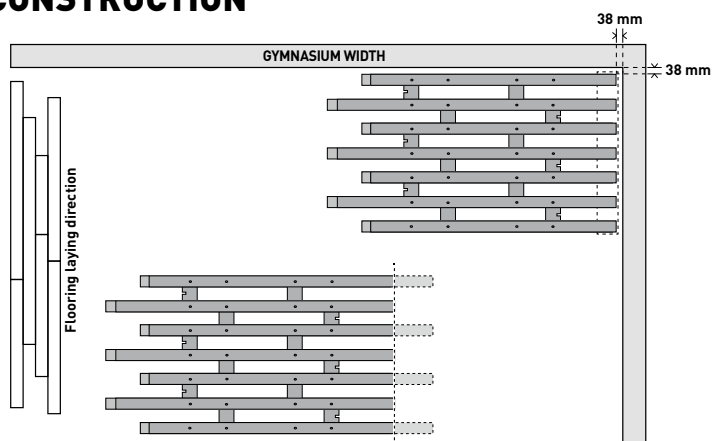 CONSTRUCTION
38 mm
GYMNASIUM WIDTH
38 mm
Flooring laying direction